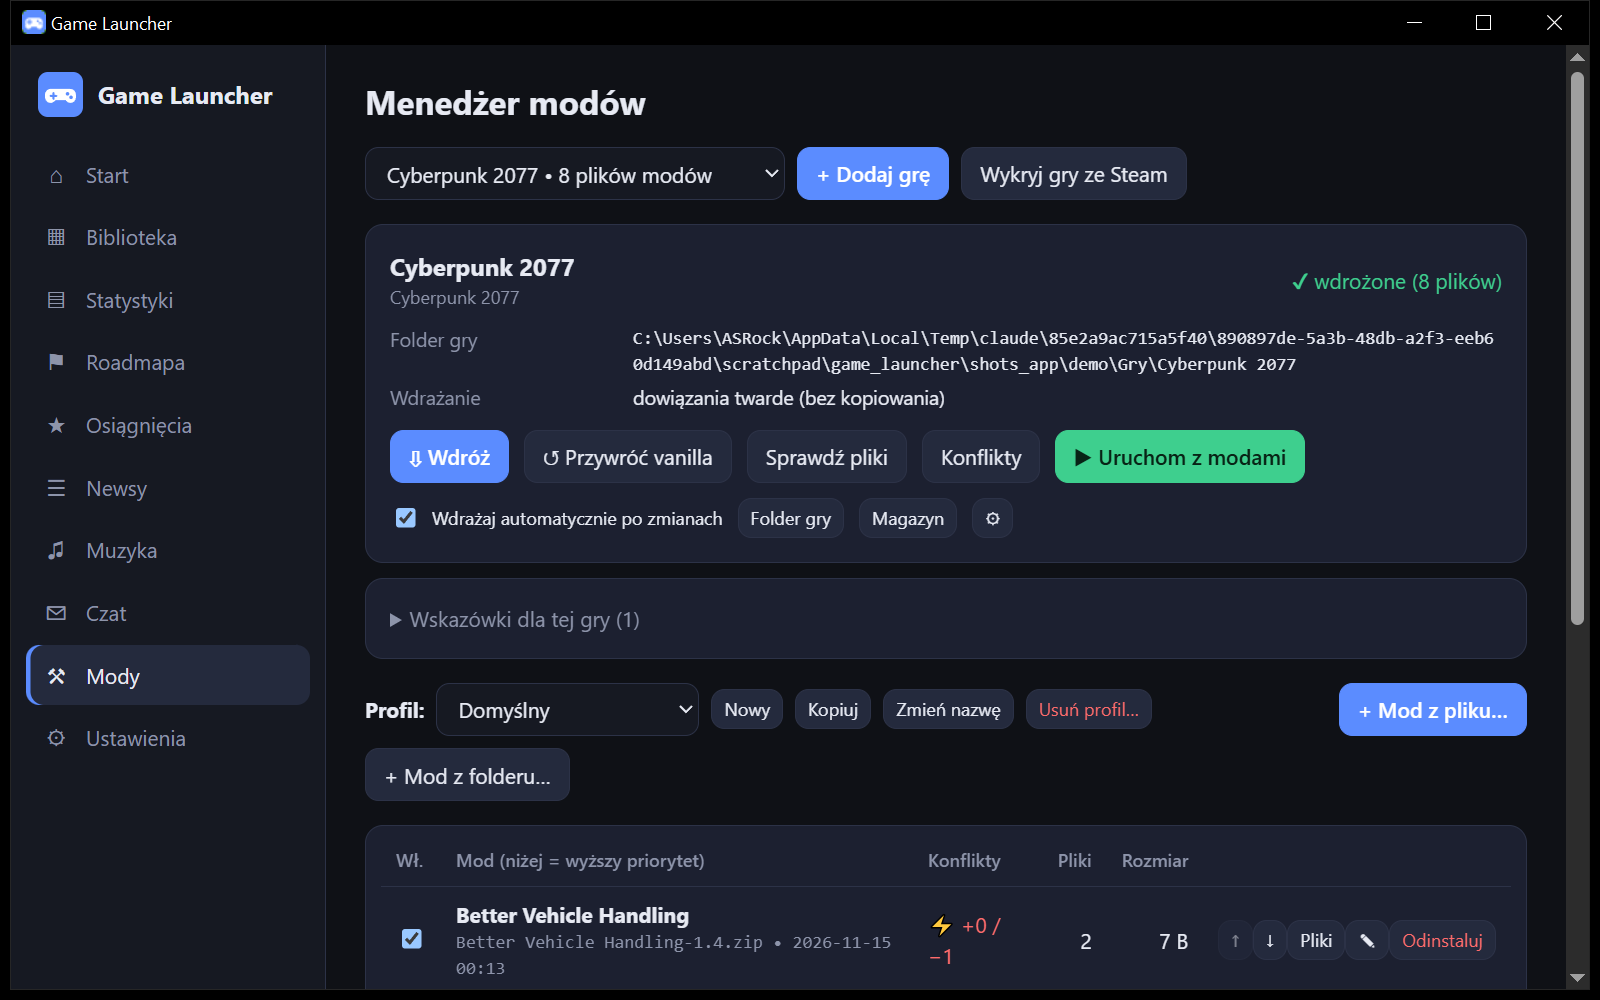 Game Launcher
Game Launcher
Start
Biblioteka
Statystyki
Roadmapa
Osiągnięcia
Newsy
Muzyka
Czat
Mody
Ustawienia
Menedżer modów
Cyberpunk 2077 • 8 plików modów
+ Dodaj grę
Wykryj gry ze Steam
Cyberpunk 2077
Cyberpunk 2077
✓ wdrożone (8 plików)
Folder gry
C:\Users\ASRock\AppData\Local\Temp\claude\85e2a9ac715a5f40\890897de-5a3b-48db-a2f3-eeb6
0d149abd\scratchpad\game_launcher\shots_app\demo\Gry\Cyberpunk 2077
Wdrażanie
dowiązania twarde (bez kopiowania)
⇩ Wdróż
↺ Przywróć vanilla
Sprawdź pliki
Konflikty
▶ Uruchom z modami
Wdrażaj automatycznie po zmianach
Folder gry
Magazyn
▶ Wskazówki dla tej gry (1)
Profil:
Domyślny
Nowy
Kopiuj
Zmień nazwę
Usuń profil...
+ Mod z pliku...
+ Mod z folderu...
Wł.
Mod (niżej = wyższy priorytet)
Konflikty
Pliki
Rozmiar
Better Vehicle Handling
Better Vehicle Handling-1.4.zip • 2026-11-15
00:13
⚡ +0 /
−1
2
7 B
↑
↓
Pliki
Odinstaluj